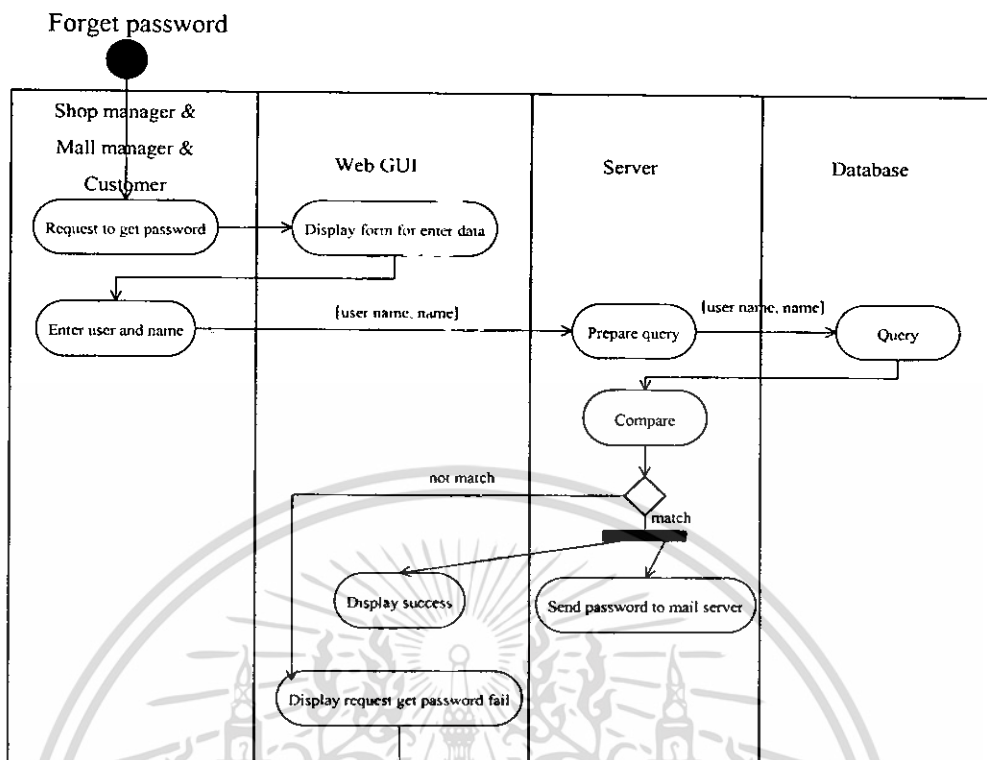 Forget password
Shop manager &
Mall manager &
Customer
Web GUI
Server
Database
Request to get password
Display form for enter data
Enter user and name
[user name, name]
Prepare query
[user name, name]
Query
Compare
not match
match
Display success
Send password to mail server
Display request get password fail